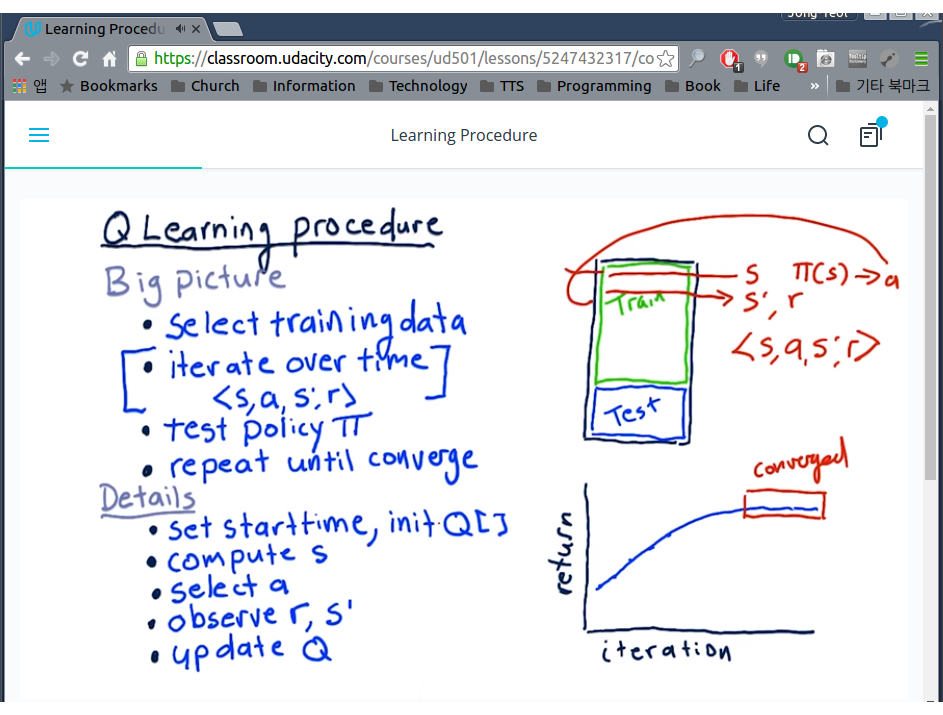 Jong Yeol
Learning Procedu
https://classroom.udacity.com/courses/ud501/lessons/5247432317/co
1
2
앱 Bookmarks Church Information Technology TTS Programming Book Life » 기타 북마크
Learning Procedure
Q Learning procedure
Big picture
• select training data
• iterate over time
<s, a, s', r>
• test policy π
• repeat until converge
Details
• set starttime, init Q[]
• compute s
• select a
• observe r, s'
• update Q
Train
Test
s π(s) → a
s', r
<s, a, s', r>
converged
return
iteration